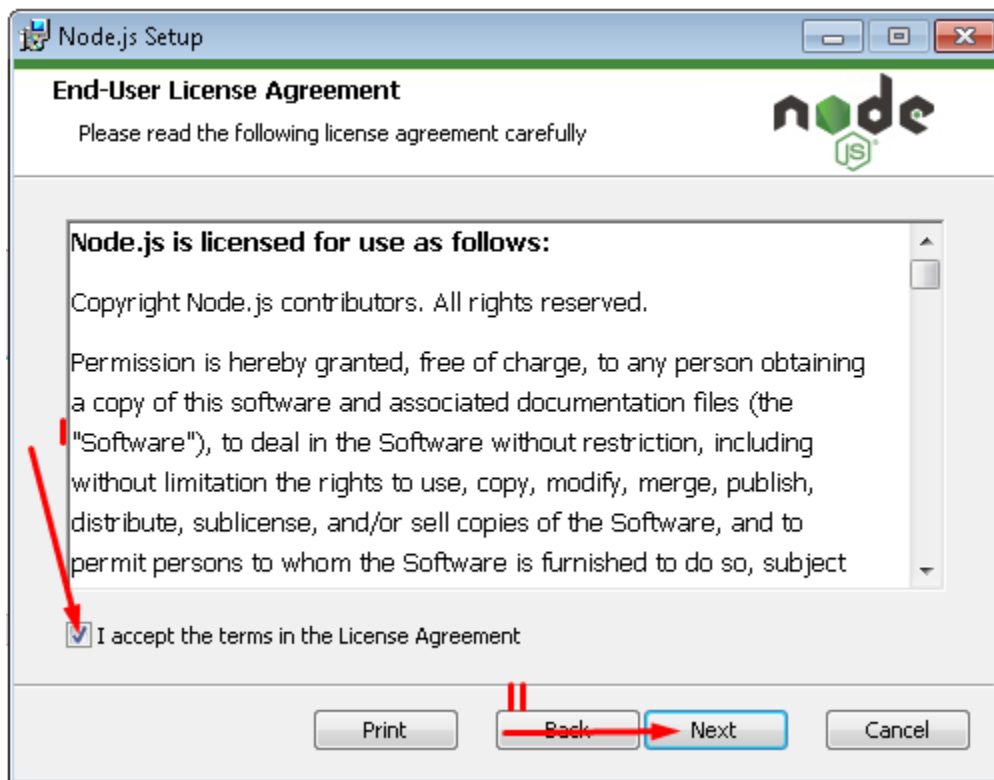 Node.js Setup
End-User License Agreement
Please read the following license agreement carefully
node
JS
Node.js is licensed for use as follows:
Copyright Node.js contributors. All rights reserved.
Permission is hereby granted, free of charge, to any person obtaining
a copy of this software and associated documentation files (the
"Software"), to deal in the Software without restriction, including
without limitation the rights to use, copy, modify, merge, publish,
distribute, sublicense, and/or sell copies of the Software, and to
permit persons to whom the Software is furnished to do so, subject
I
I accept the terms in the License Agreement
II
Print Back Next Cancel